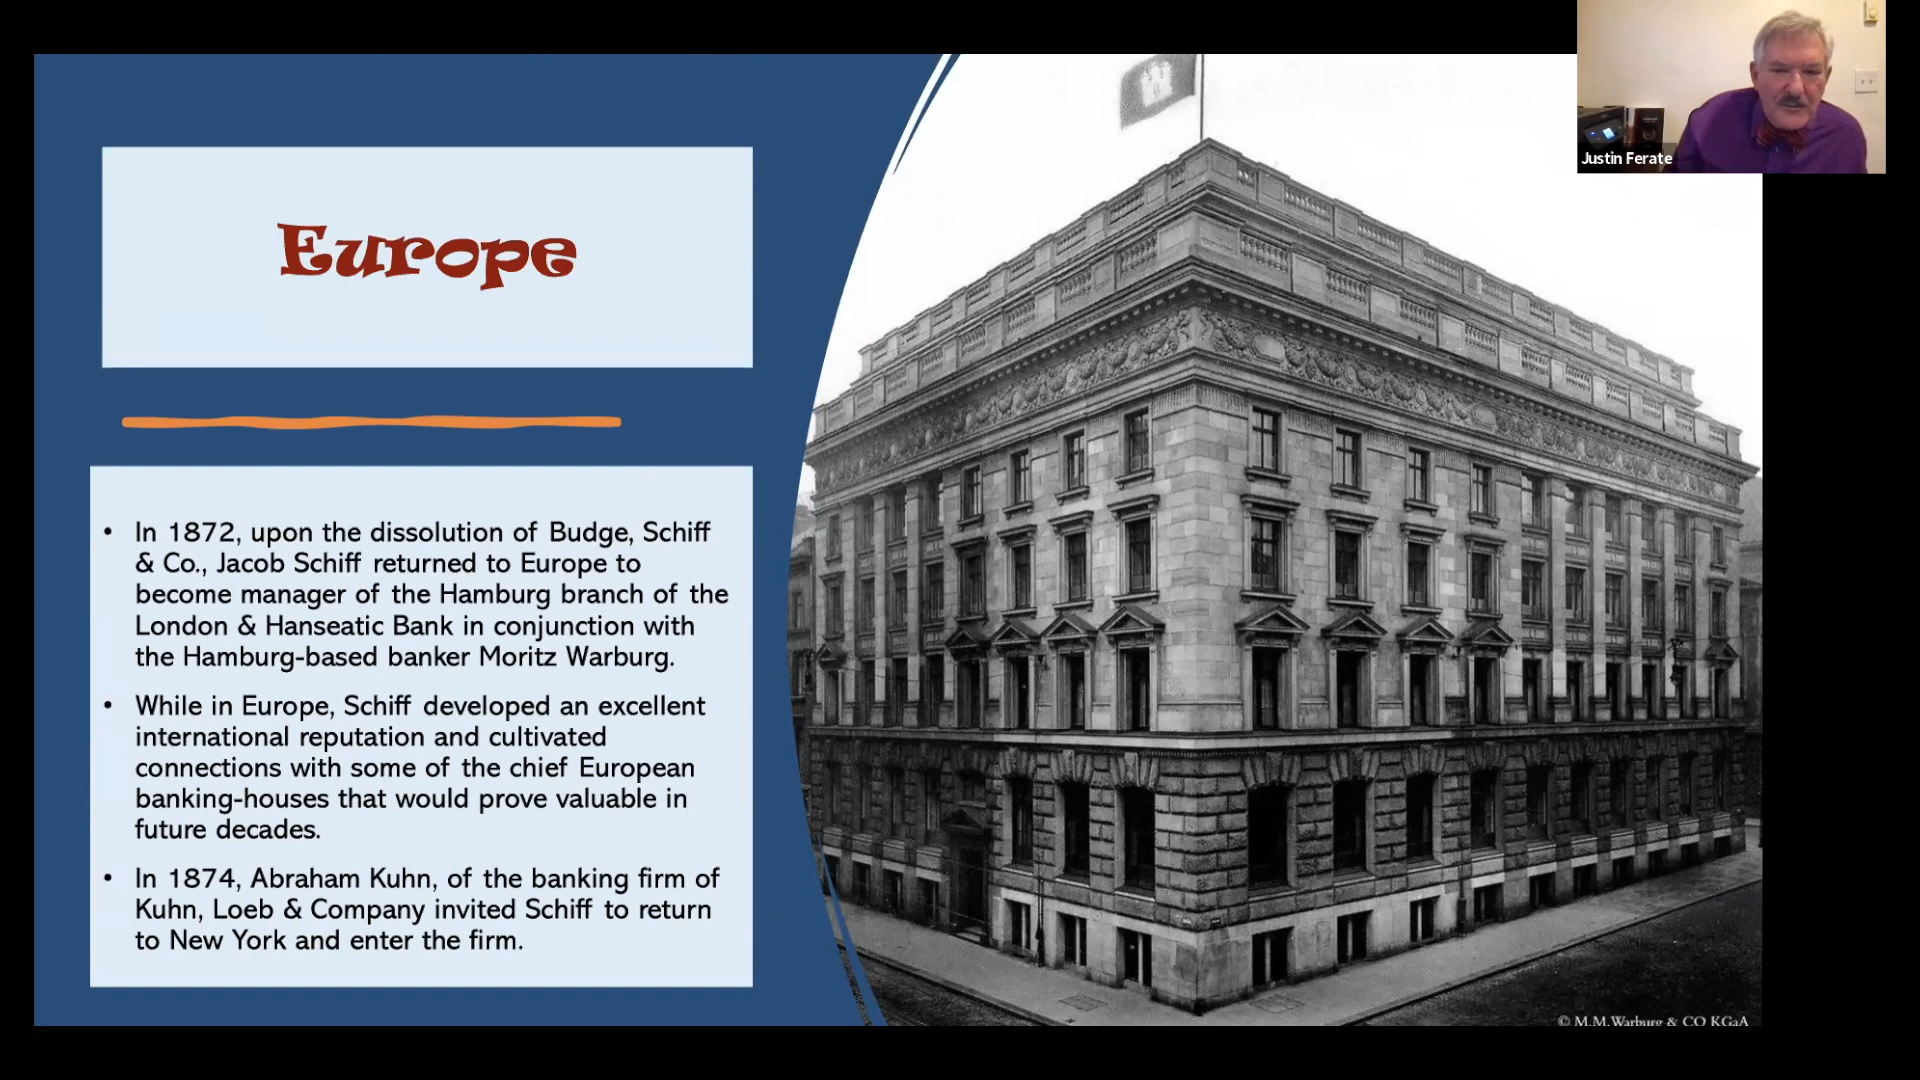 Justin Ferate
Europe
• In 1872, upon the dissolution of Budge, Schiff
& Co., Jacob Schiff returned to Europe to
become manager of the Hamburg branch of the
London & Hanseatic Bank in conjunction with
the Hamburg-based banker Moritz Warburg.
• While in Europe, Schiff developed an excellent
international reputation and cultivated
connections with some of the chief European
banking-houses that would prove valuable in
future decades.
• In 1874, Abraham Kuhn, of the banking firm of
Kuhn, Loeb & Company invited Schiff to return
to New York and enter the firm.
© M.M.Warburg & CO KGaA